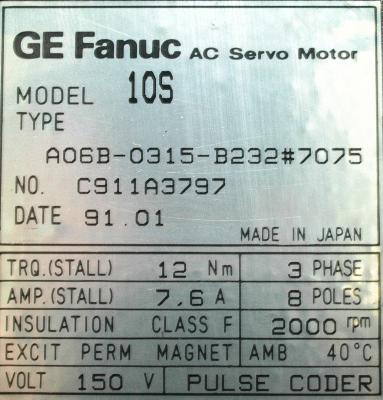 GE Fanuc AC Servo Motor
MODEL 10S
TYPE
A06B-0315-B232#7075
NO. C911A3797
DATE 91.01
MADE IN JAPAN
TRQ.(STALL) 12 Nm 3 PHASE
AMP.(STALL) 7.6 A 8 POLES
INSULATION CLASS F 2000 rpm
EXCIT PERM MAGNET AMB 40°C
VOLT 150 V PULSE CODER